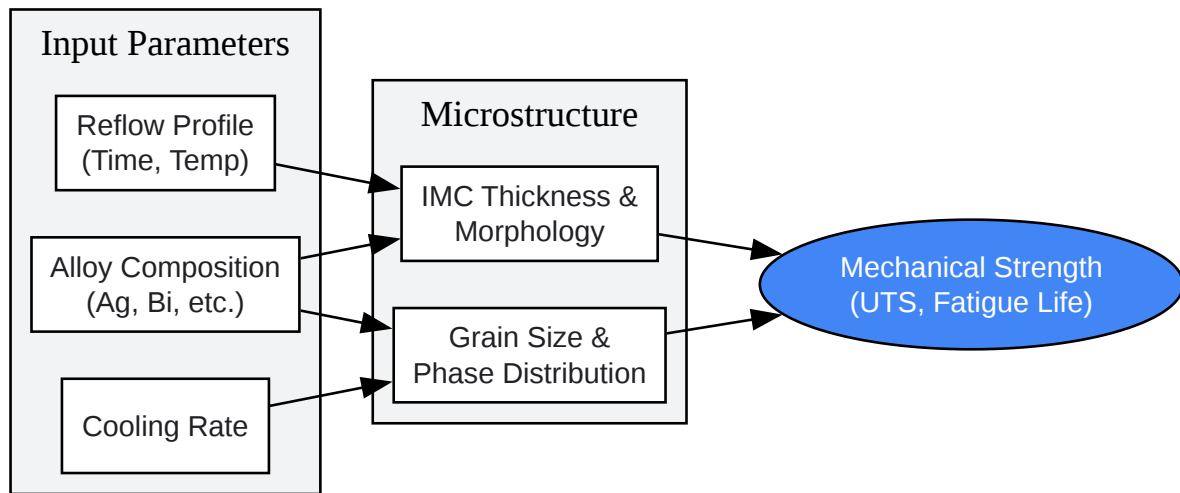 Input Parameters
Reflow Profile
(Time, Temp)
Alloy Composition
(Ag, Bi, etc.)
Cooling Rate
Microstructure
IMC Thickness &
Morphology
Grain Size &
Phase Distribution
Mechanical Strength
(UTS, Fatigue Life)